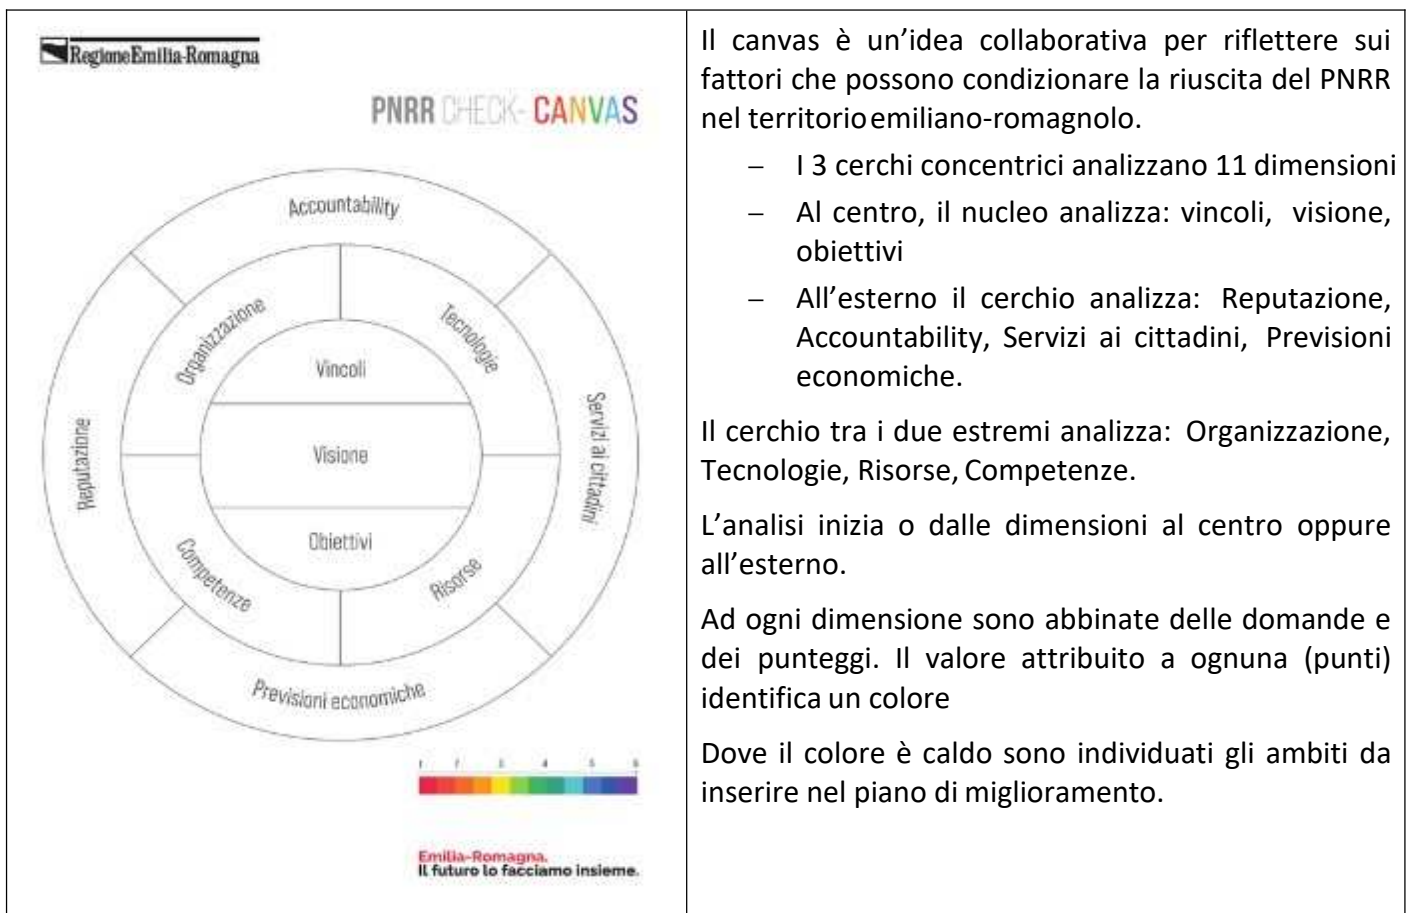 RegioneEmilia-Romagna
PNRR CHECK- CANVAS
Accountability
Organizzazione
Tecnologie
Vincoli
Reputazione
Visione
Servizi ai cittadini
Obiettivi
Competenze
Risorse
Previsioni economiche
1 2 3 4 5 6
Emilia-Romagna.
Il futuro lo facciamo insieme.
Il canvas è un’idea collaborativa per riflettere sui
fattori che possono condizionare la riuscita del PNRR
nel territorio emiliano-romagnolo.
– I 3 cerchi concentrici analizzano 11 dimensioni
– Al centro, il nucleo analizza: vincoli, visione,
obiettivi
– All’esterno il cerchio analizza: Reputazione,
Accountability, Servizi ai cittadini, Previsioni
economiche.
Il cerchio tra i due estremi analizza: Organizzazione,
Tecnologie, Risorse, Competenze.
L’analisi inizia o dalle dimensioni al centro oppure
all’esterno.
Ad ogni dimensione sono abbinate delle domande e
dei punteggi. Il valore attribuito a ognuna (punti)
identifica un colore
Dove il colore è caldo sono individuati gli ambiti da
inserire nel piano di miglioramento.